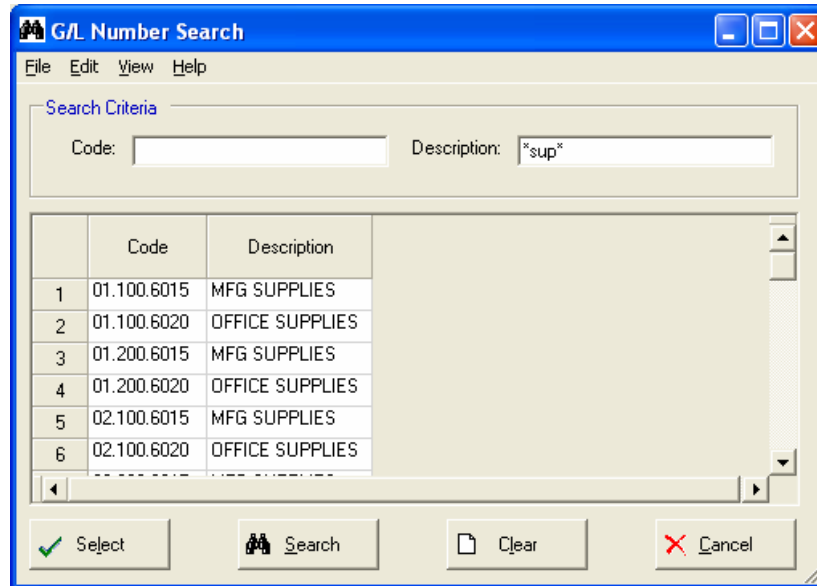 G/L Number Search
File Edit View Help
Search Criteria
Code: Description: *sup*
Code Description
1 01.100.6015 MFG SUPPLIES
2 01.100.6020 OFFICE SUPPLIES
3 01.200.6015 MFG SUPPLIES
4 01.200.6020 OFFICE SUPPLIES
5 02.100.6015 MFG SUPPLIES
6 02.100.6020 OFFICE SUPPLIES
Select Search Clear Cancel